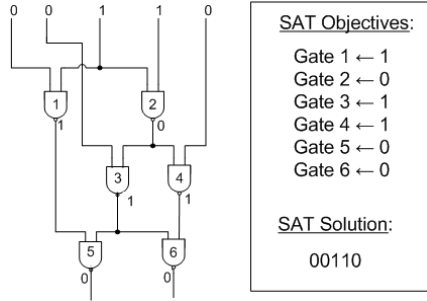 0 0 1 1 0
SAT Objectives:
Gate 1 ← 1
Gate 2 ← 0
Gate 3 ← 1
Gate 4 ← 1
Gate 5 ← 0
Gate 6 ← 0
SAT Solution:
00110
1 2
1 0
3 4
1 1
5 6
0 0